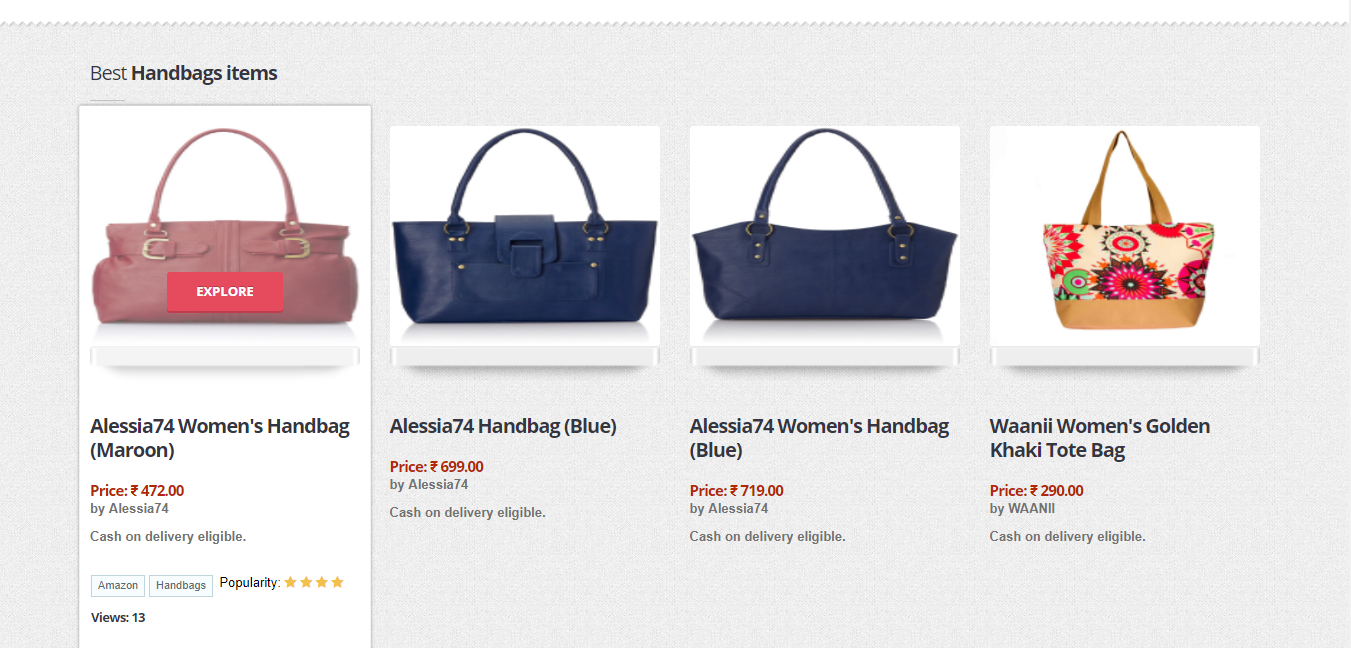 Best Handbags items
EXPLORE
Alessia74 Women's Handbag
(Maroon)
Price: ₹ 472.00
by Alessia74
Cash on delivery eligible.
Amazon Handbags Popularity:
Views: 13
Alessia74 Handbag (Blue)
Price: ₹ 699.00
by Alessia74
Cash on delivery eligible.
Alessia74 Women's Handbag
(Blue)
Price: ₹ 719.00
by Alessia74
Cash on delivery eligible.
Waanii Women's Golden
Khaki Tote Bag
Price: ₹ 290.00
by WAANII
Cash on delivery eligible.